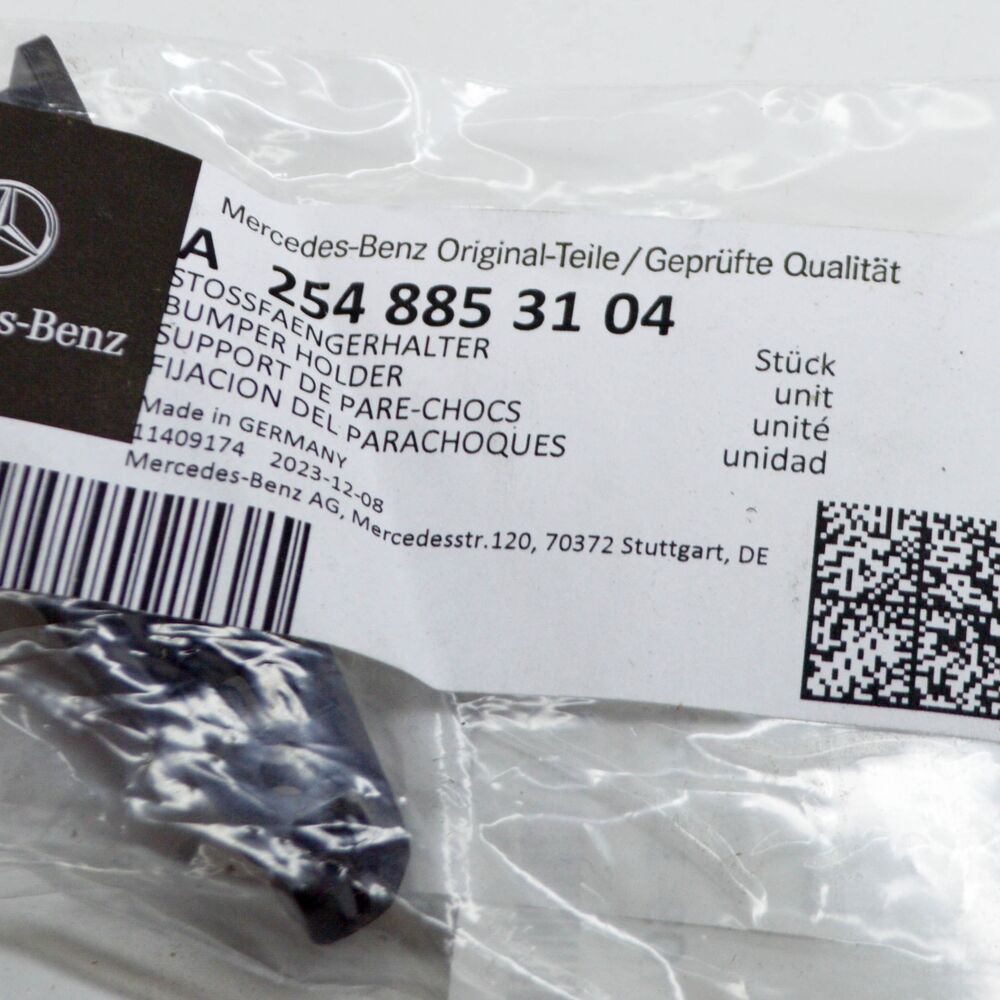 s-Benz
Mercedes-Benz Original-Teile/Geprüfte Qualität
A 254 885 31 04
STOSSFAENGERHALTER
BUMPER HOLDER
SUPPORT DE PARE-CHOCS
FIJACION DEL PARACHOQUES
Stück
unit
unité
unidad
Made in GERMANY
11409174 2023-12-08
Mercedes-Benz AG, Mercedesstr.120, 70372 Stuttgart, DE